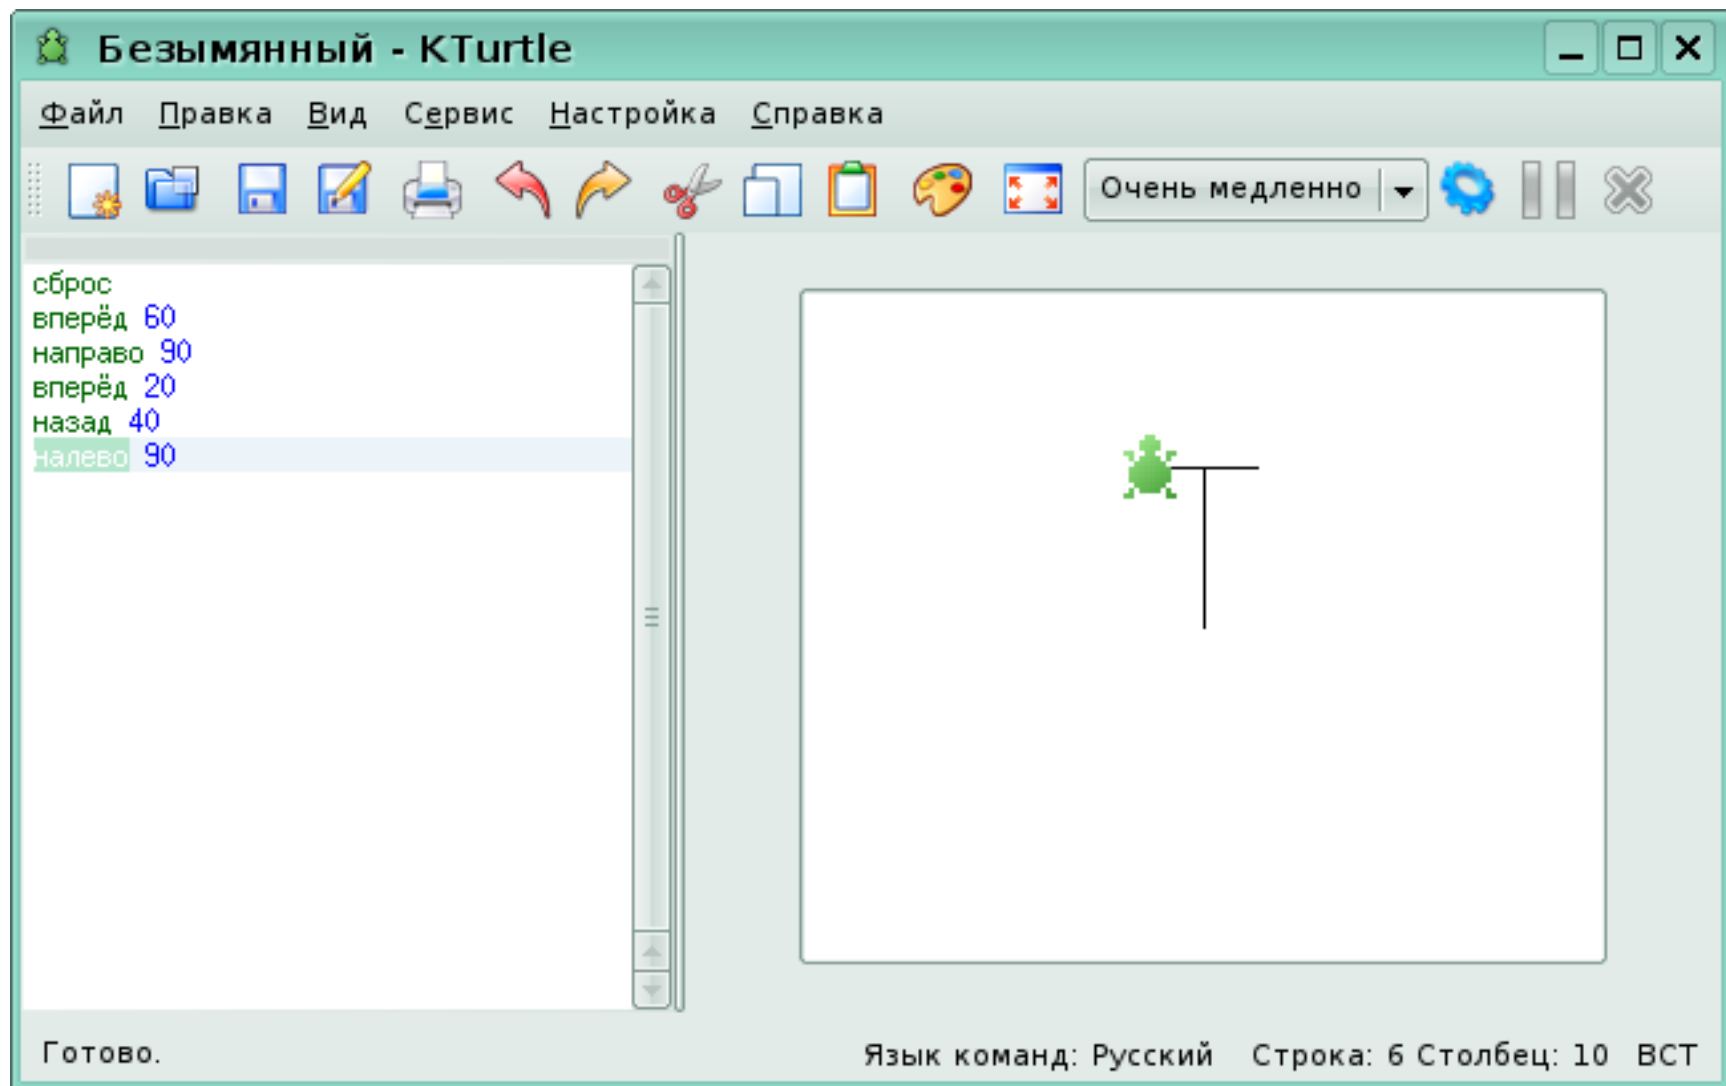 Безымянный - KTurtle
Файл Правка Вид Сервис Настройка Справка
Очень медленно
сброс
вперёд 60
направо 90
вперёд 20
назад 40
налево 90
Готово.
Язык команд: Русский Строка: 6 Столбец: 10 ВСТ